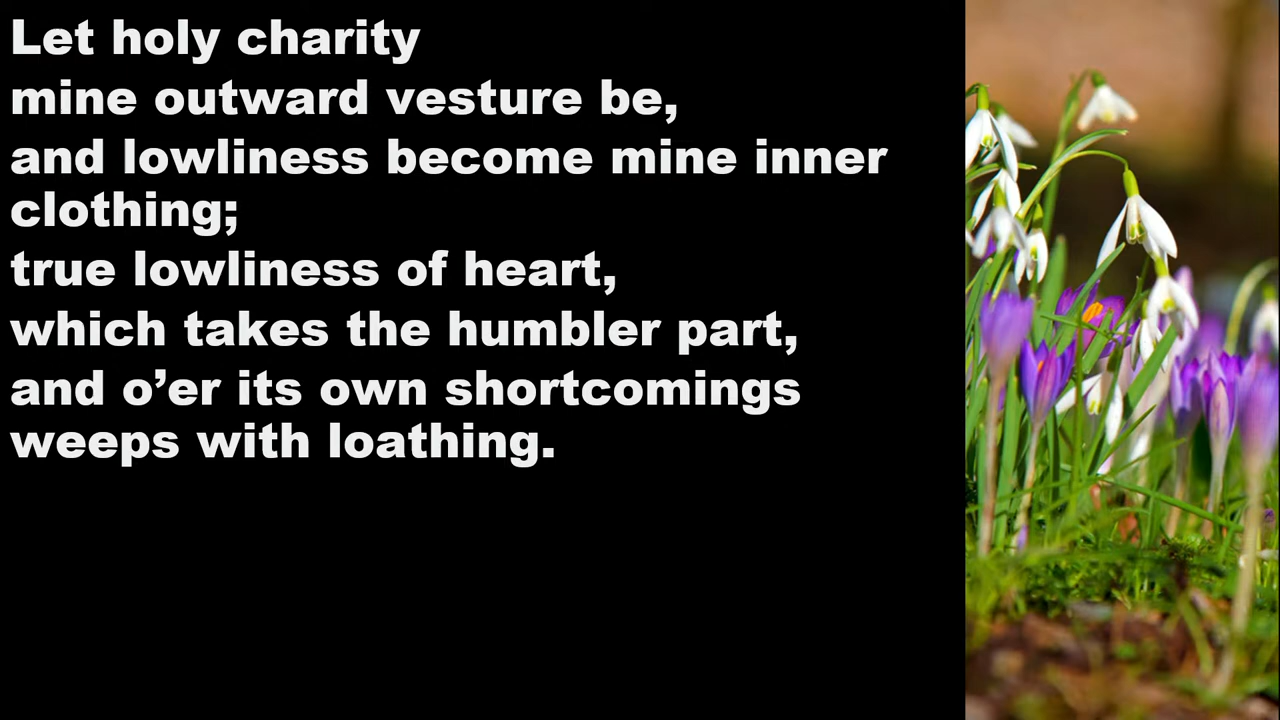 Let holy charity
mine outward vesture be,
and lowliness become mine inner
clothing;
true lowliness of heart,
which takes the humbler part,
and o’er its own shortcomings
weeps with loathing.